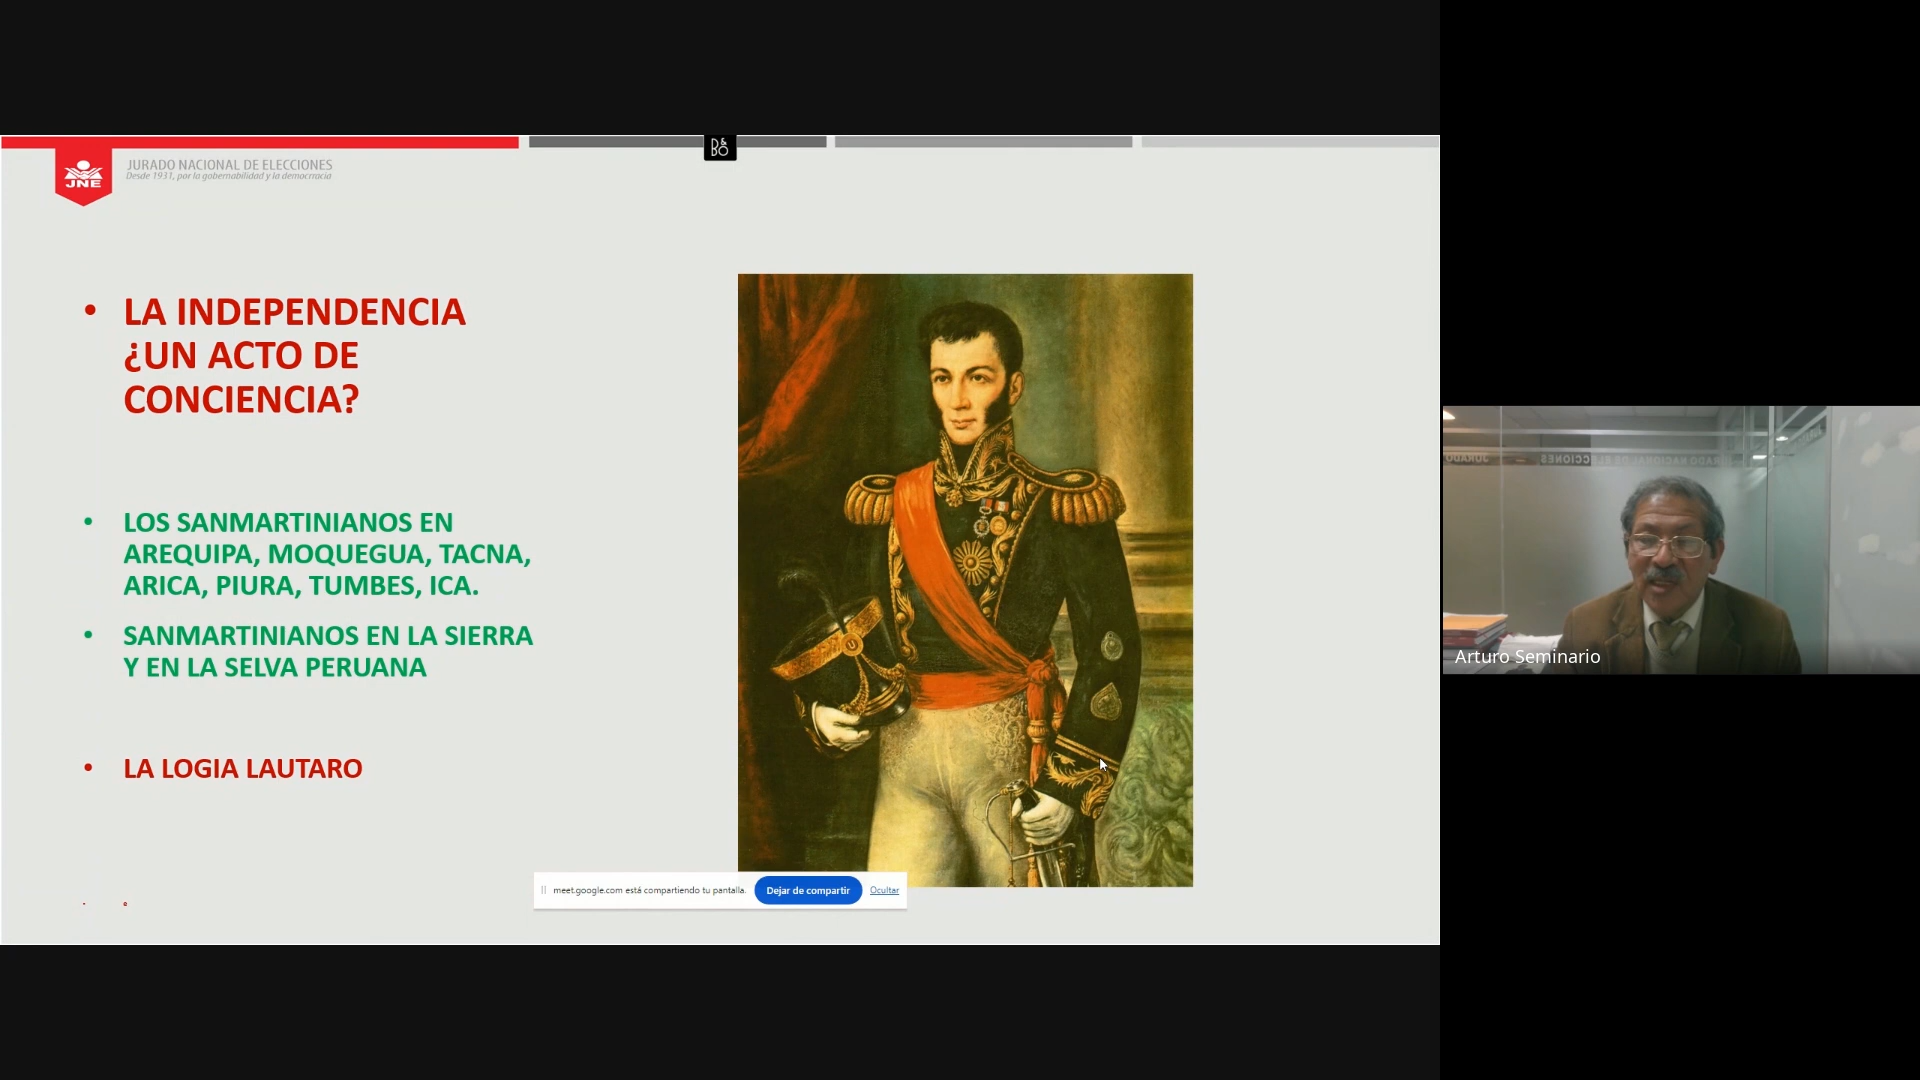 JURADO NACIONAL DE ELECCIONES
Desde 1931, por la gobernabilidad y la democracia
JNE
B&O
• LA INDEPENDENCIA
¿UN ACTO DE
CONCIENCIA?
• LOS SANMARTINIANOS EN
AREQUIPA, MOQUEGUA, TACNA,
ARICA, PIURA, TUMBES, ICA.
• SANMARTINIANOS EN LA SIERRA
Y EN LA SELVA PERUANA
• LA LOGIA LAUTARO
meet.google.com está compartiendo tu pantalla.
Dejar de compartir
Ocultar
Arturo Seminario